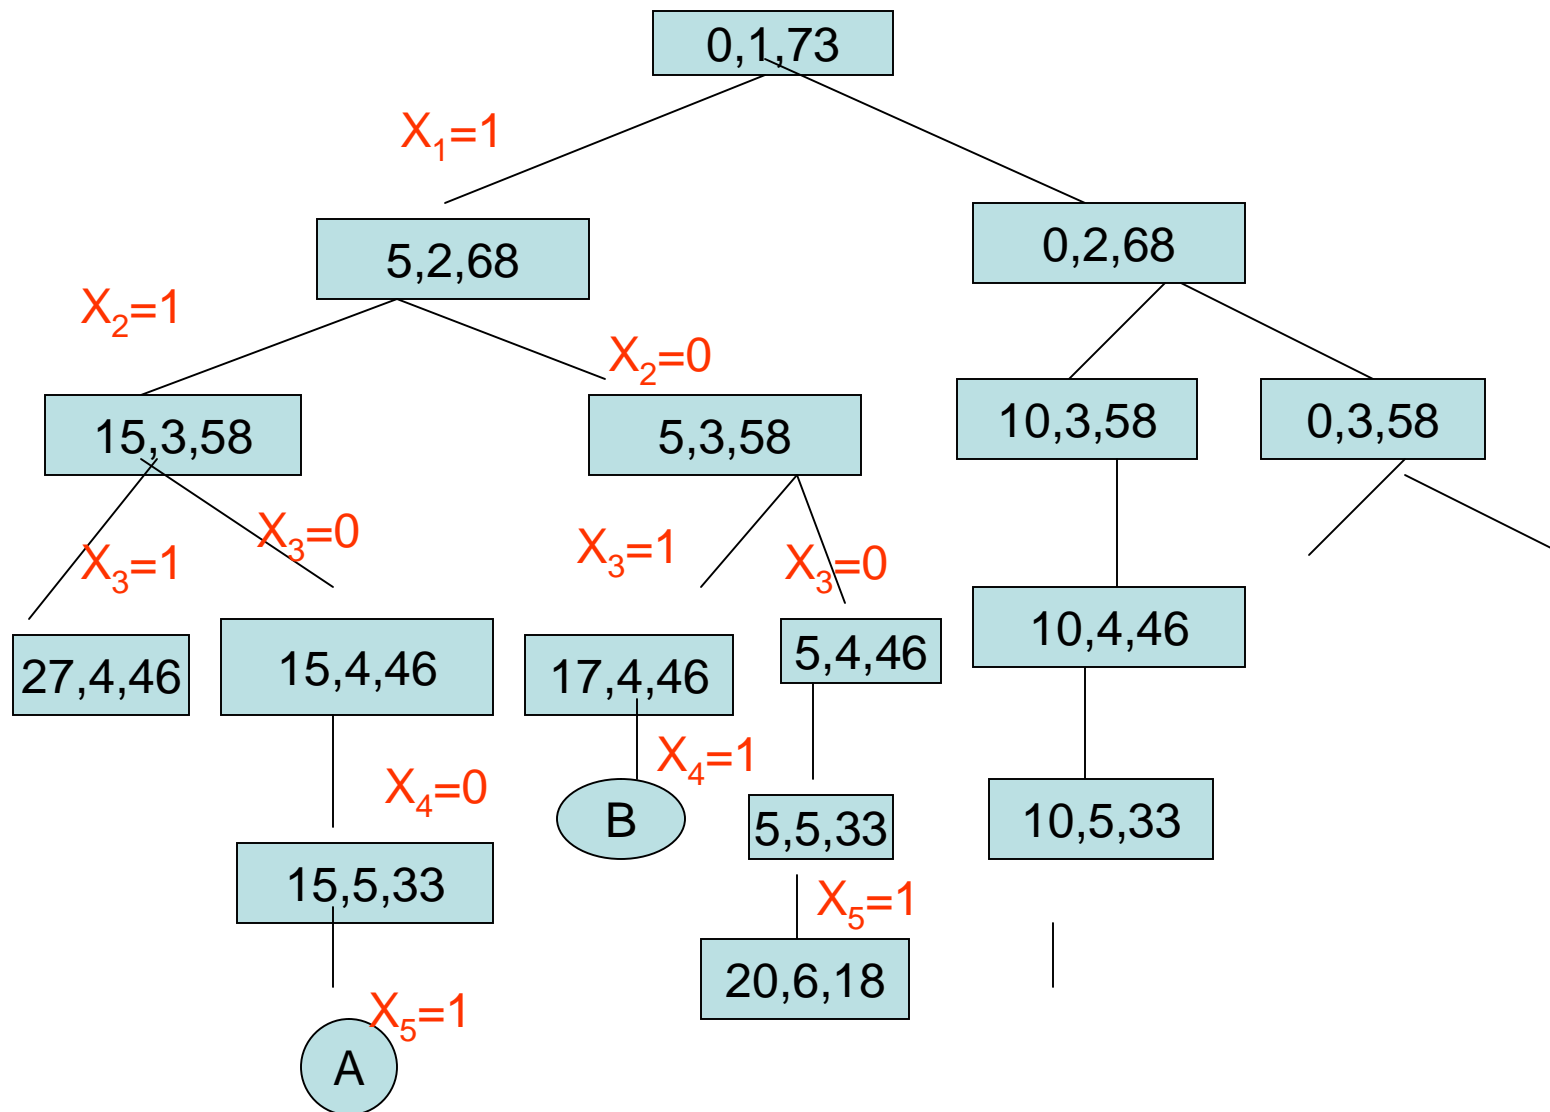 0,1,73
X₁=1
5,2,68
0,2,68
X₂=1
X₂=0
15,3,58
5,3,58
10,3,58
0,3,58
X₃=1
X₃=0
X₃=1
X₃=0
27,4,46
15,4,46
17,4,46
5,4,46
10,4,46
X₄=0
X₄=1
B
5,5,33
10,5,33
15,5,33
X₅=1
20,6,18
X₅=1
A